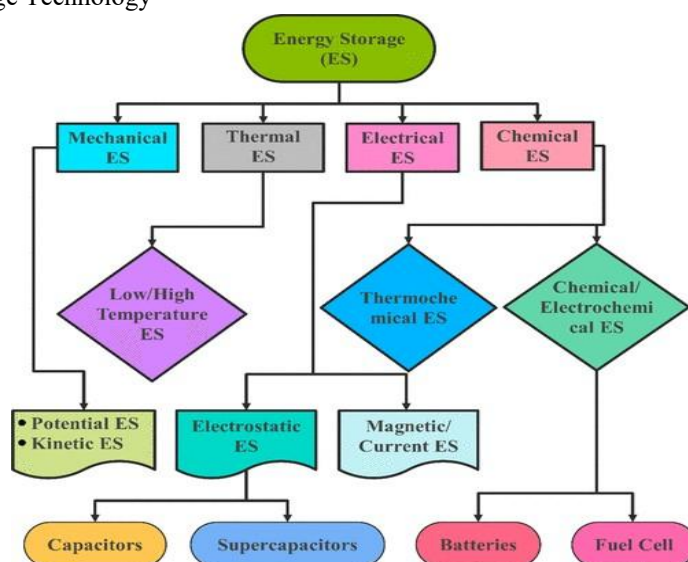 ge Technology
Energy Storage
(ES)
Mechanical
ES
Thermal
ES
Electrical
ES
Chemical
ES
Low/High
Temperature
ES
Thermoche
mical ES
Chemical/
Electrochemi
cal ES
• Potential ES
• Kinetic ES
Electrostatic
ES
Magnetic/
Current ES
Capacitors
Supercapacitors
Batteries
Fuel Cell